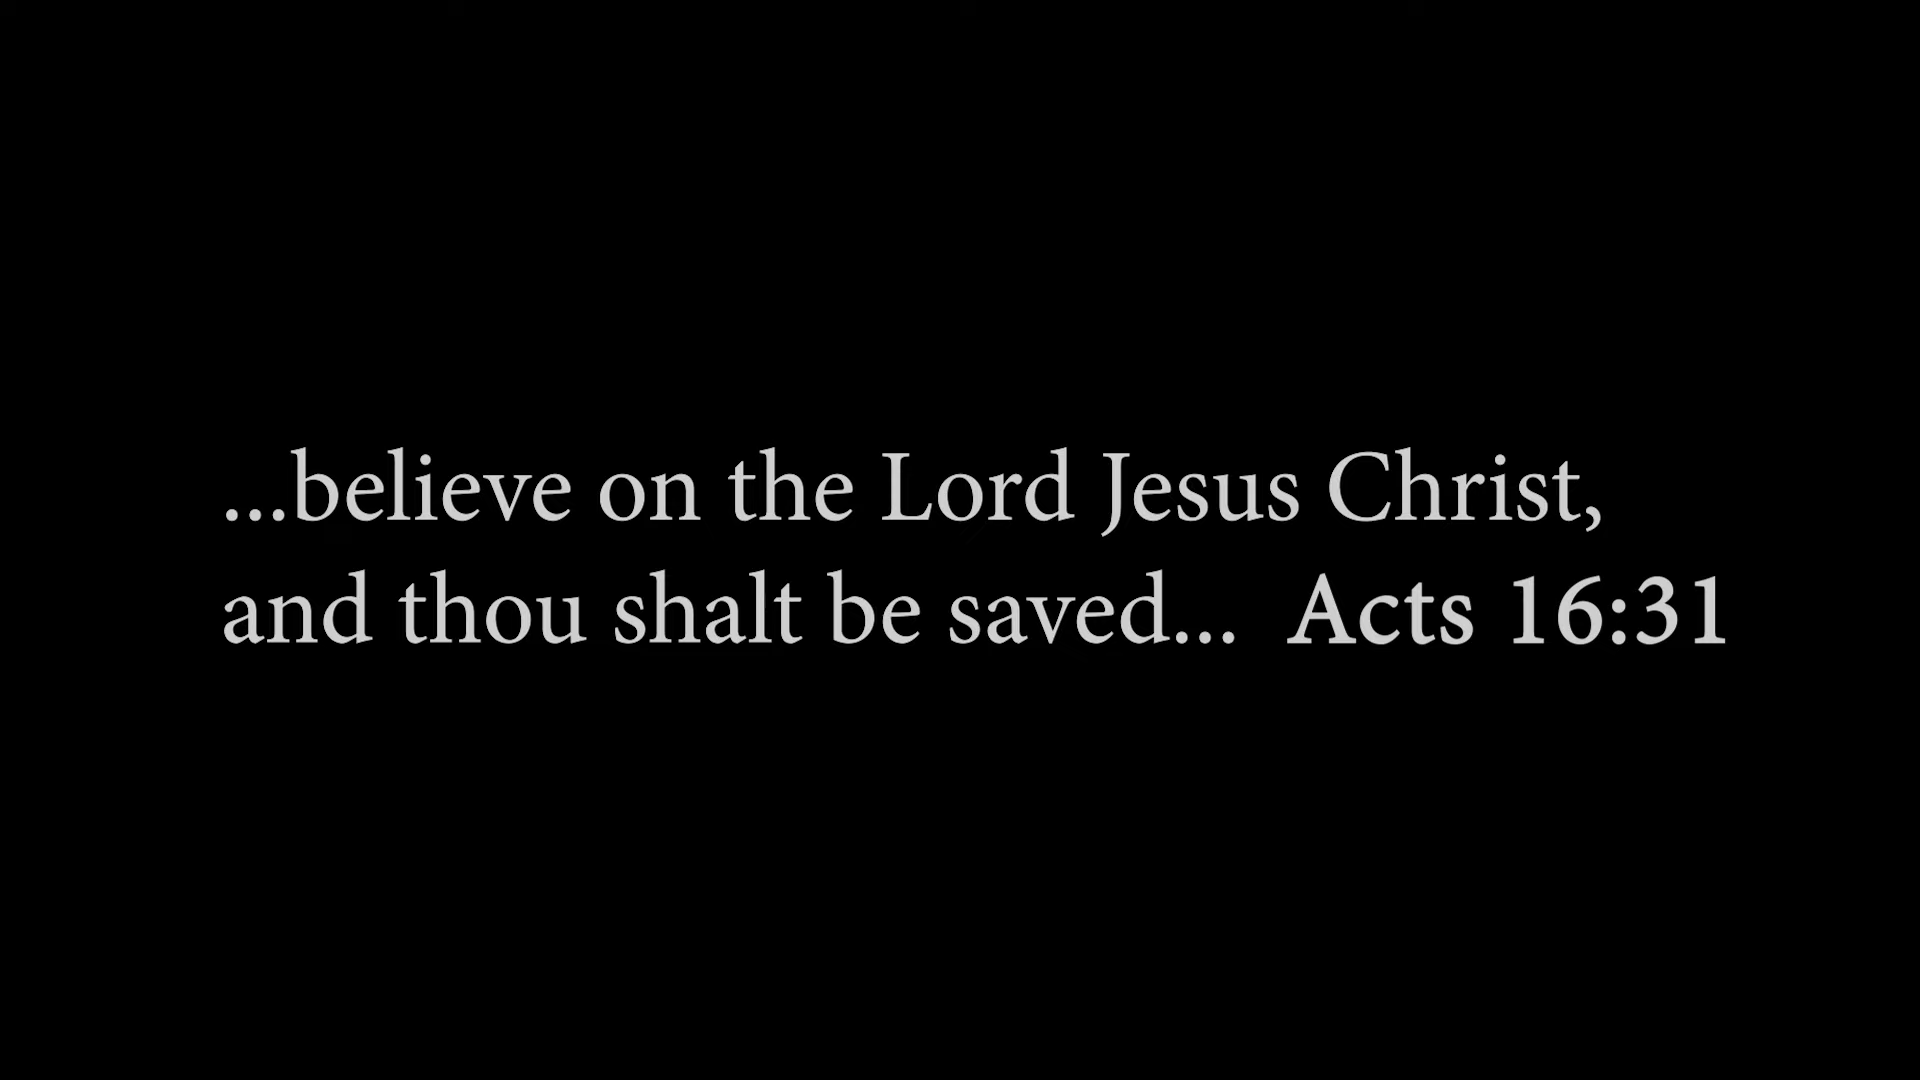 ...believe on the Lord Jesus Christ,
and thou shalt be saved... Acts 16:31